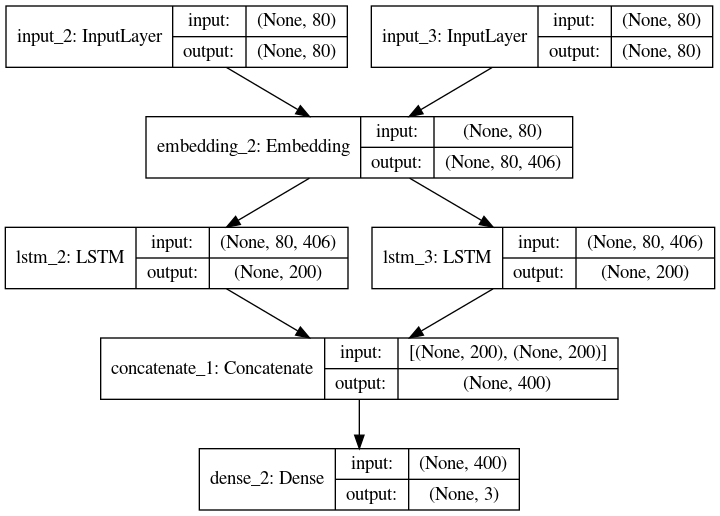 input_2: InputLayer
input: (None, 80)
output: (None, 80)
input_3: InputLayer
input: (None, 80)
output: (None, 80)
embedding_2: Embedding
input: (None, 80)
output: (None, 80, 406)
lstm_2: LSTM
input: (None, 80, 406)
output: (None, 200)
lstm_3: LSTM
input: (None, 80, 406)
output: (None, 200)
concatenate_1: Concatenate
input: [(None, 200), (None, 200)]
output: (None, 400)
dense_2: Dense
input: (None, 400)
output: (None, 3)